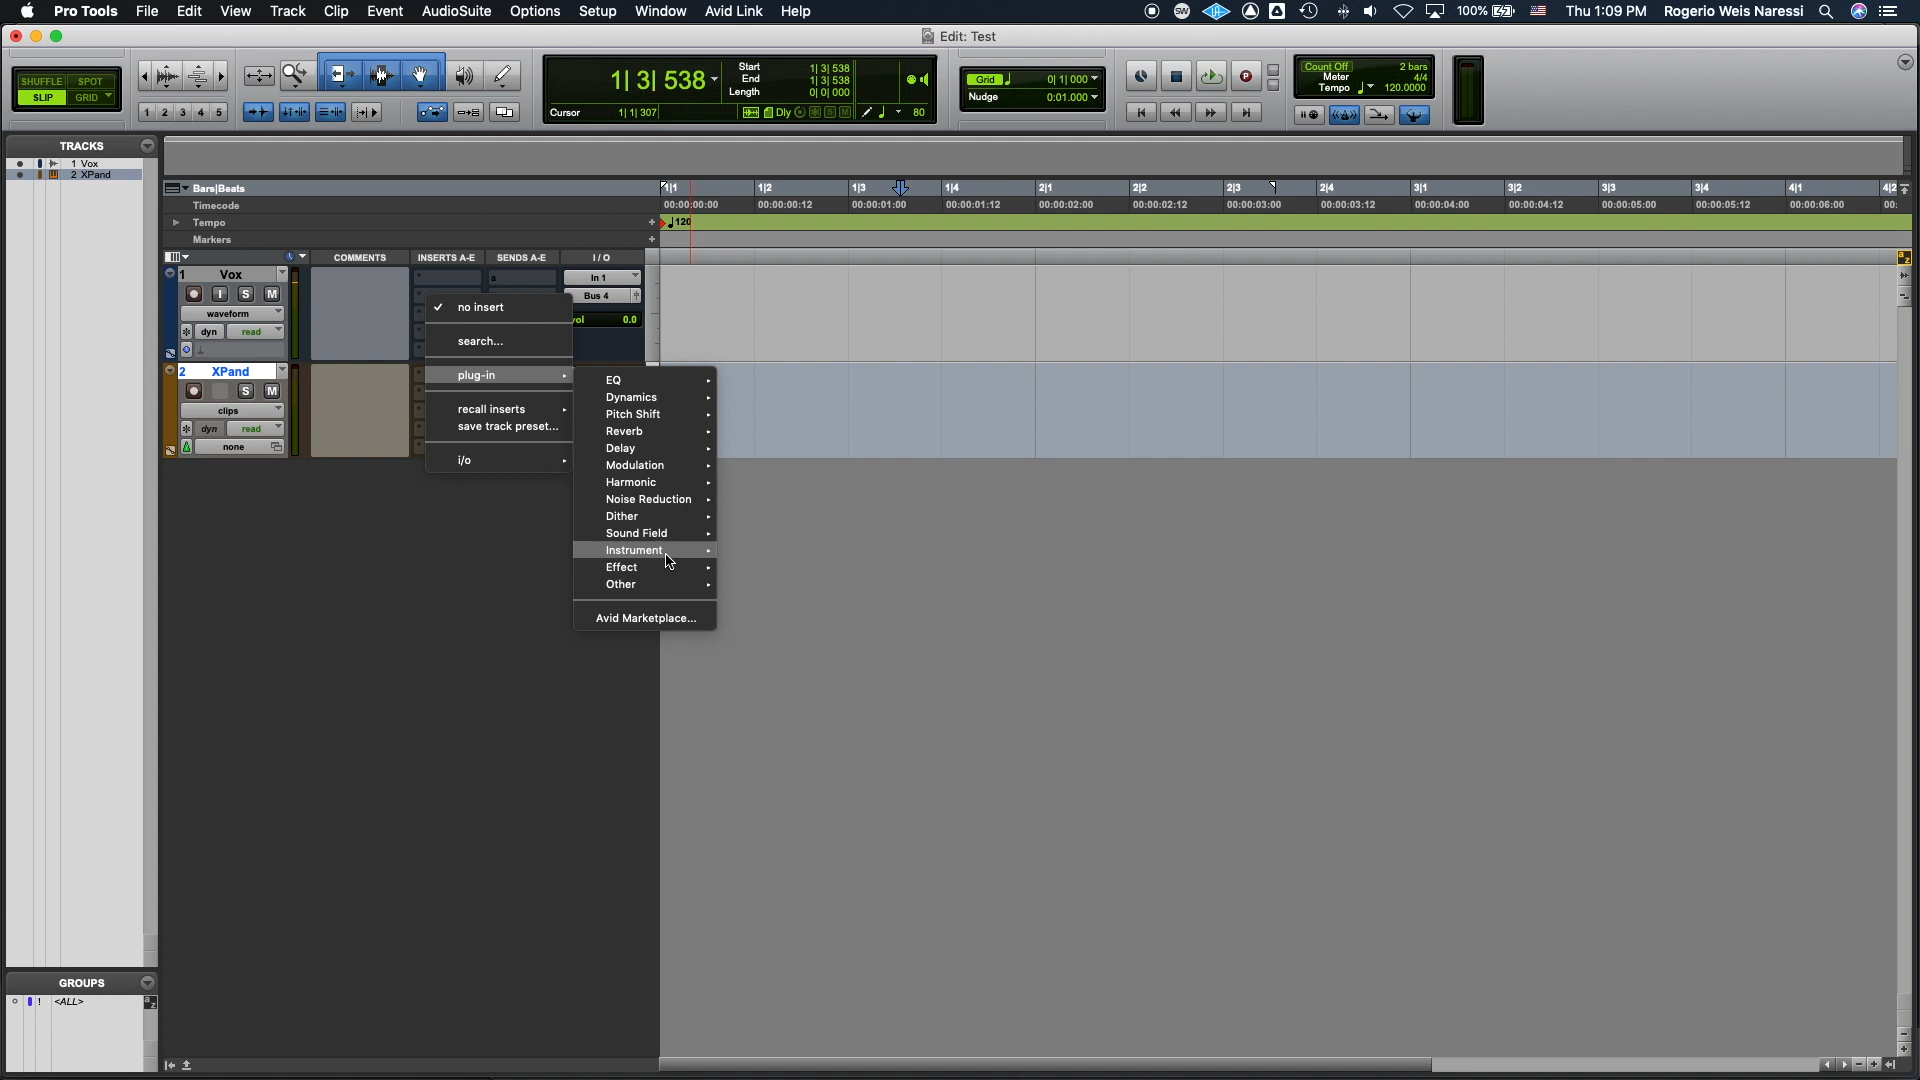 Pro Tools File Edit View Track Clip Event AudioSuite Options Setup Window Avid Link Help 100% Thu 1:09 PM Rogerio Weis Naressi
Edit: Test
SHUFFLE SPOT
SLIP GRID
1 2 3 4 5
1| 3| 538
Start 1| 3| 538
End 1| 3| 538
Length 0| 0| 000
Cursor 1| 1| 307 Dly S M 80
Grid 0| 1| 000
Nudge 0:01.000
Count Off 2 bars
Meter 4/4
Tempo 120.0000
TRACKS
1 Vox
2 XPand
Bars|Beats 1|1 1|2 1|3 1|4 2|1 2|2 2|3 2|4 3|1 3|2 3|3 3|4 4|1 4|2
Timecode 00:00:00:00 00:00:00:12 00:00:01:00 00:00:01:12 00:00:02:00 00:00:02:12 00:00:03:00 00:00:03:12 00:00:04:00 00:00:04:12 00:00:05:00 00:00:05:12 00:00:06:00 00:
Tempo + 120
Markers +
COMMENTS INSERTS A-E SENDS A-E I / O
1 Vox
I S M
waveform
dyn read
a
In 1
Bus 4
vol 0.0
2 XPand
S M
clips
dyn read
none
no insert
search...
plug-in
recall inserts
save track preset...
i/o
EQ
Dynamics
Pitch Shift
Reverb
Delay
Modulation
Harmonic
Noise Reduction
Dither
Sound Field
Instrument
Effect
Other
Avid Marketplace...
GROUPS
! <ALL>
a z